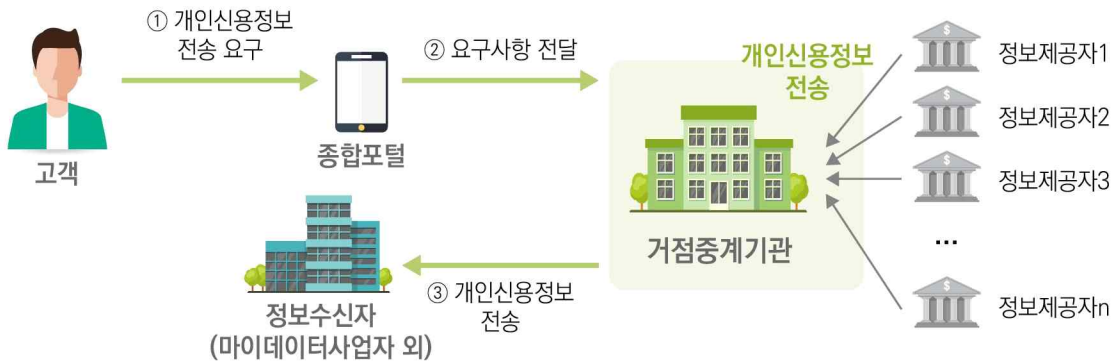 ① 개인신용정보
전송 요구
② 요구사항 전달
개인신용정보
전송
정보제공자1
정보제공자2
정보제공자3
...
정보제공자n
고객
종합포털
거점중계기관
③ 개인신용정보
전송
정보수신자
(마이데이터사업자 외)
$
$
$
$